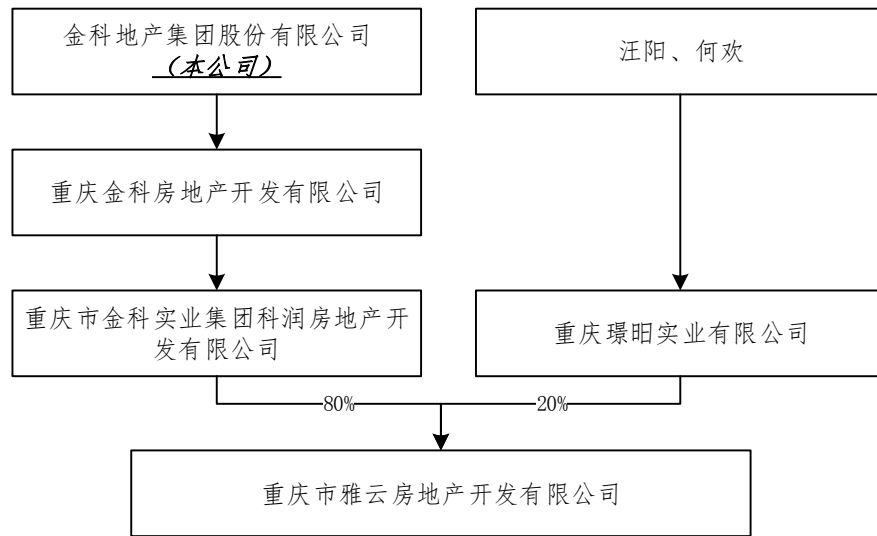 金科地产集团股份有限公司
（本公司）
汪阳、何欢
重庆金科房地产开发有限公司
重庆市金科实业集团科润房地产开
发有限公司
重庆璟昍实业有限公司
80%
20%
重庆市雅云房地产开发有限公司